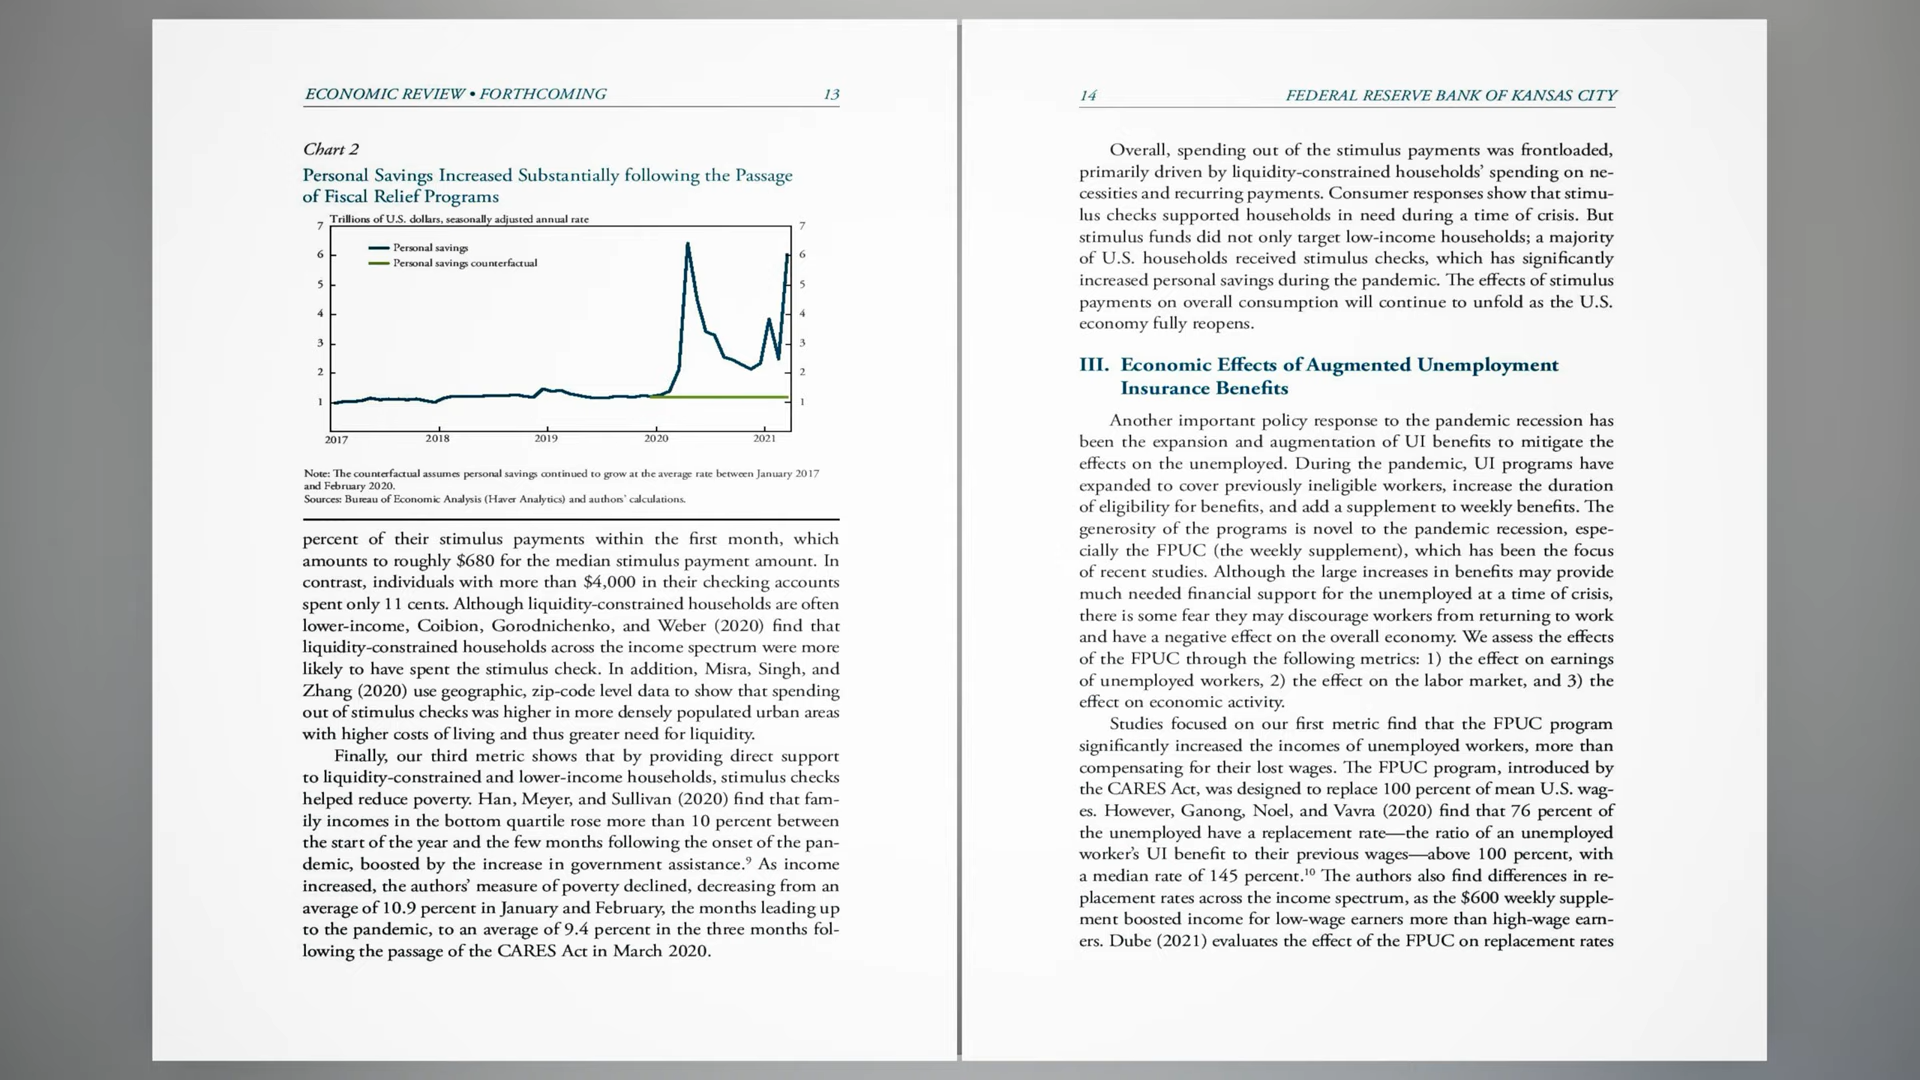 ECONOMIC REVIEW • FORTHCOMING 13
Chart 2
Personal Savings Increased Substantially following the Passage
of Fiscal Relief Programs
Trillions of U.S. dollars, seasonally adjusted annual rate
7 7
Personal savings
6 6
Personal savings counterfactual
5 5
4 4
3 3
2 2
1 1
2017 2018 2019 2020 2021
Note: The counterfactual assumes personal savings continued to grow at the average rate between January 2017
and February 2020.
Sources: Bureau of Economic Analysis (Haver Analytics) and authors' calculations.
percent of their stimulus payments within the first month, which
amounts to roughly $680 for the median stimulus payment amount. In
contrast, individuals with more than $4,000 in their checking accounts
spent only 11 cents. Although liquidity-constrained households are often
lower-income, Coibion, Gorodnichenko, and Weber (2020) find that
liquidity-constrained households across the income spectrum were more
likely to have spent the stimulus check. In addition, Misra, Singh, and
Zhang (2020) use geographic, zip-code level data to show that spending
out of stimulus checks was higher in more densely populated urban areas
with higher costs of living and thus greater need for liquidity.
Finally, our third metric shows that by providing direct support
to liquidity-constrained and lower-income households, stimulus checks
helped reduce poverty. Han, Meyer, and Sullivan (2020) find that fam-
ily incomes in the bottom quartile rose more than 10 percent between
the start of the year and the few months following the onset of the pan-
demic, boosted by the increase in government assistance.⁹ As income
increased, the authors' measure of poverty declined, decreasing from an
average of 10.9 percent in January and February, the months leading up
to the pandemic, to an average of 9.4 percent in the three months fol-
lowing the passage of the CARES Act in March 2020.
14 FEDERAL RESERVE BANK OF KANSAS CITY
Overall, spending out of the stimulus payments was frontloaded,
primarily driven by liquidity-constrained households' spending on ne-
cessities and recurring payments. Consumer responses show that stimu-
lus checks supported households in need during a time of crisis. But
stimulus funds did not only target low-income households; a majority
of U.S. households received stimulus checks, which has significantly
increased personal savings during the pandemic. The effects of stimulus
payments on overall consumption will continue to unfold as the U.S.
economy fully reopens.
III. Economic Effects of Augmented Unemployment
Insurance Benefits
Another important policy response to the pandemic recession has
been the expansion and augmentation of UI benefits to mitigate the
effects on the unemployed. During the pandemic, UI programs have
expanded to cover previously ineligible workers, increase the duration
of eligibility for benefits, and add a supplement to weekly benefits. The
generosity of the programs is novel to the pandemic recession, espe-
cially the FPUC (the weekly supplement), which has been the focus
of recent studies. Although the large increases in benefits may provide
much needed financial support for the unemployed at a time of crisis,
there is some fear they may discourage workers from returning to work
and have a negative effect on the overall economy. We assess the effects
of the FPUC through the following metrics: 1) the effect on earnings
of unemployed workers, 2) the effect on the labor market, and 3) the
effect on economic activity.
Studies focused on our first metric find that the FPUC program
significantly increased the incomes of unemployed workers, more than
compensating for their lost wages. The FPUC program, introduced by
the CARES Act, was designed to replace 100 percent of mean U.S. wag-
es. However, Ganong, Noel, and Vavra (2020) find that 76 percent of
the unemployed have a replacement rate—the ratio of an unemployed
worker's UI benefit to their previous wages—above 100 percent, with
a median rate of 145 percent.¹⁰ The authors also find differences in re-
placement rates across the income spectrum, as the $600 weekly supple-
ment boosted income for low-wage earners more than high-wage earn-
ers. Dube (2021) evaluates the effect of the FPUC on replacement rates